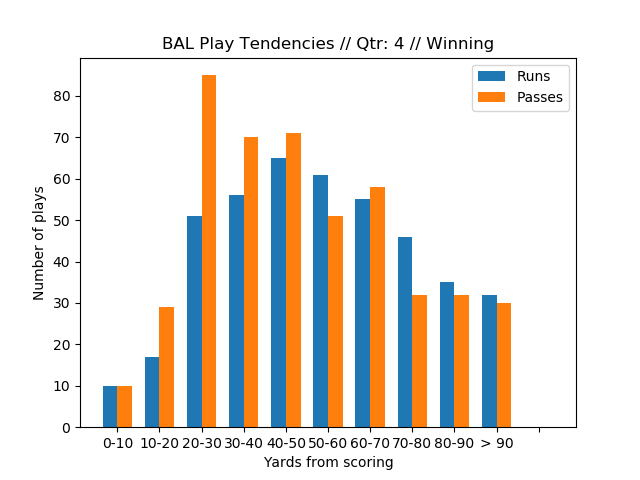 BAL Play Tendencies // Qtr: 4 // Winning
Runs
Passes
Number of plays
80
70
60
50
40
30
20
10
0
0-10 10-20 20-30 30-40 40-50 50-60 60-70 70-80 80-90 > 90
Yards from scoring